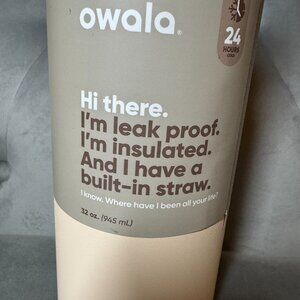 owala®
24
HOURS
COLD
Hi there.
I'm leak proof.
I'm insulated.
And I have a
built-in straw.
I know. Where have I been all your life?
32 oz. (945 mL)